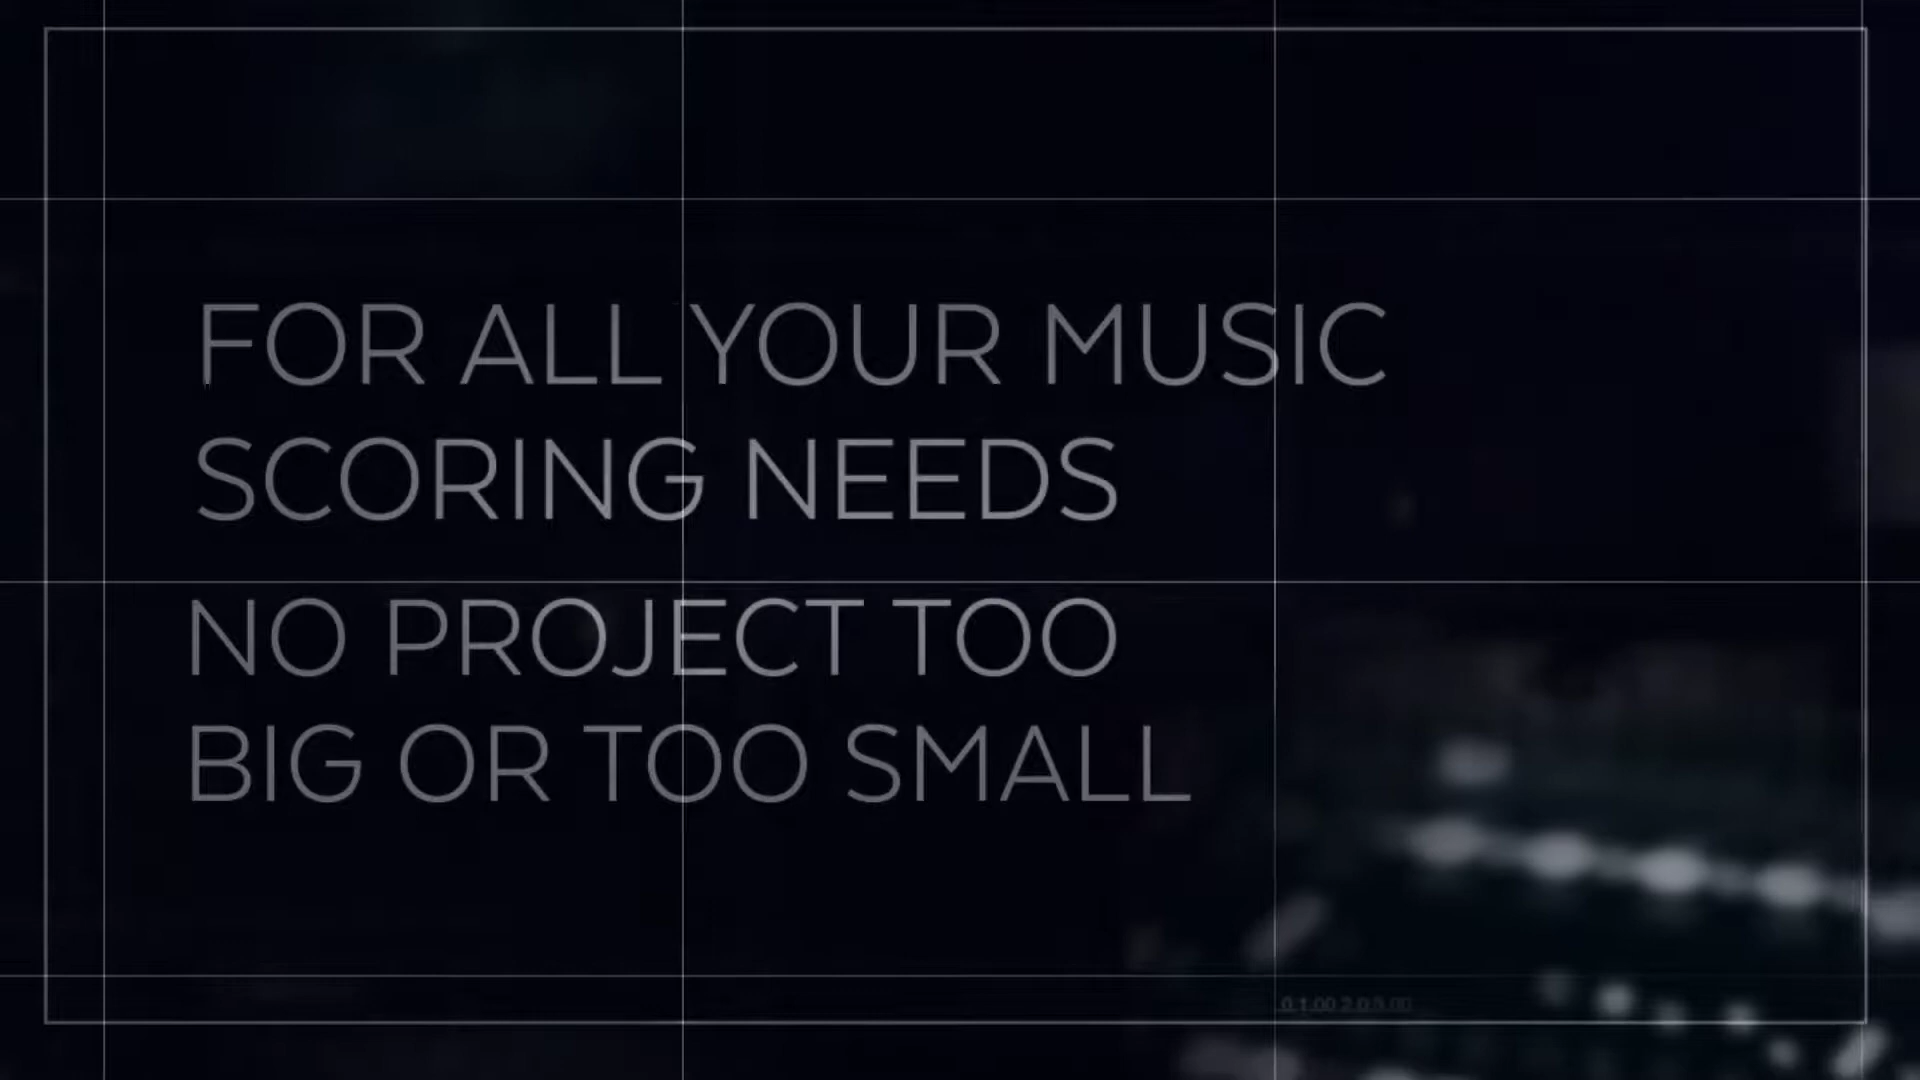 FOR ALL YOUR MUSIC
SCORING NEEDS
NO PROJECT TOO
BIG OR TOO SMALL